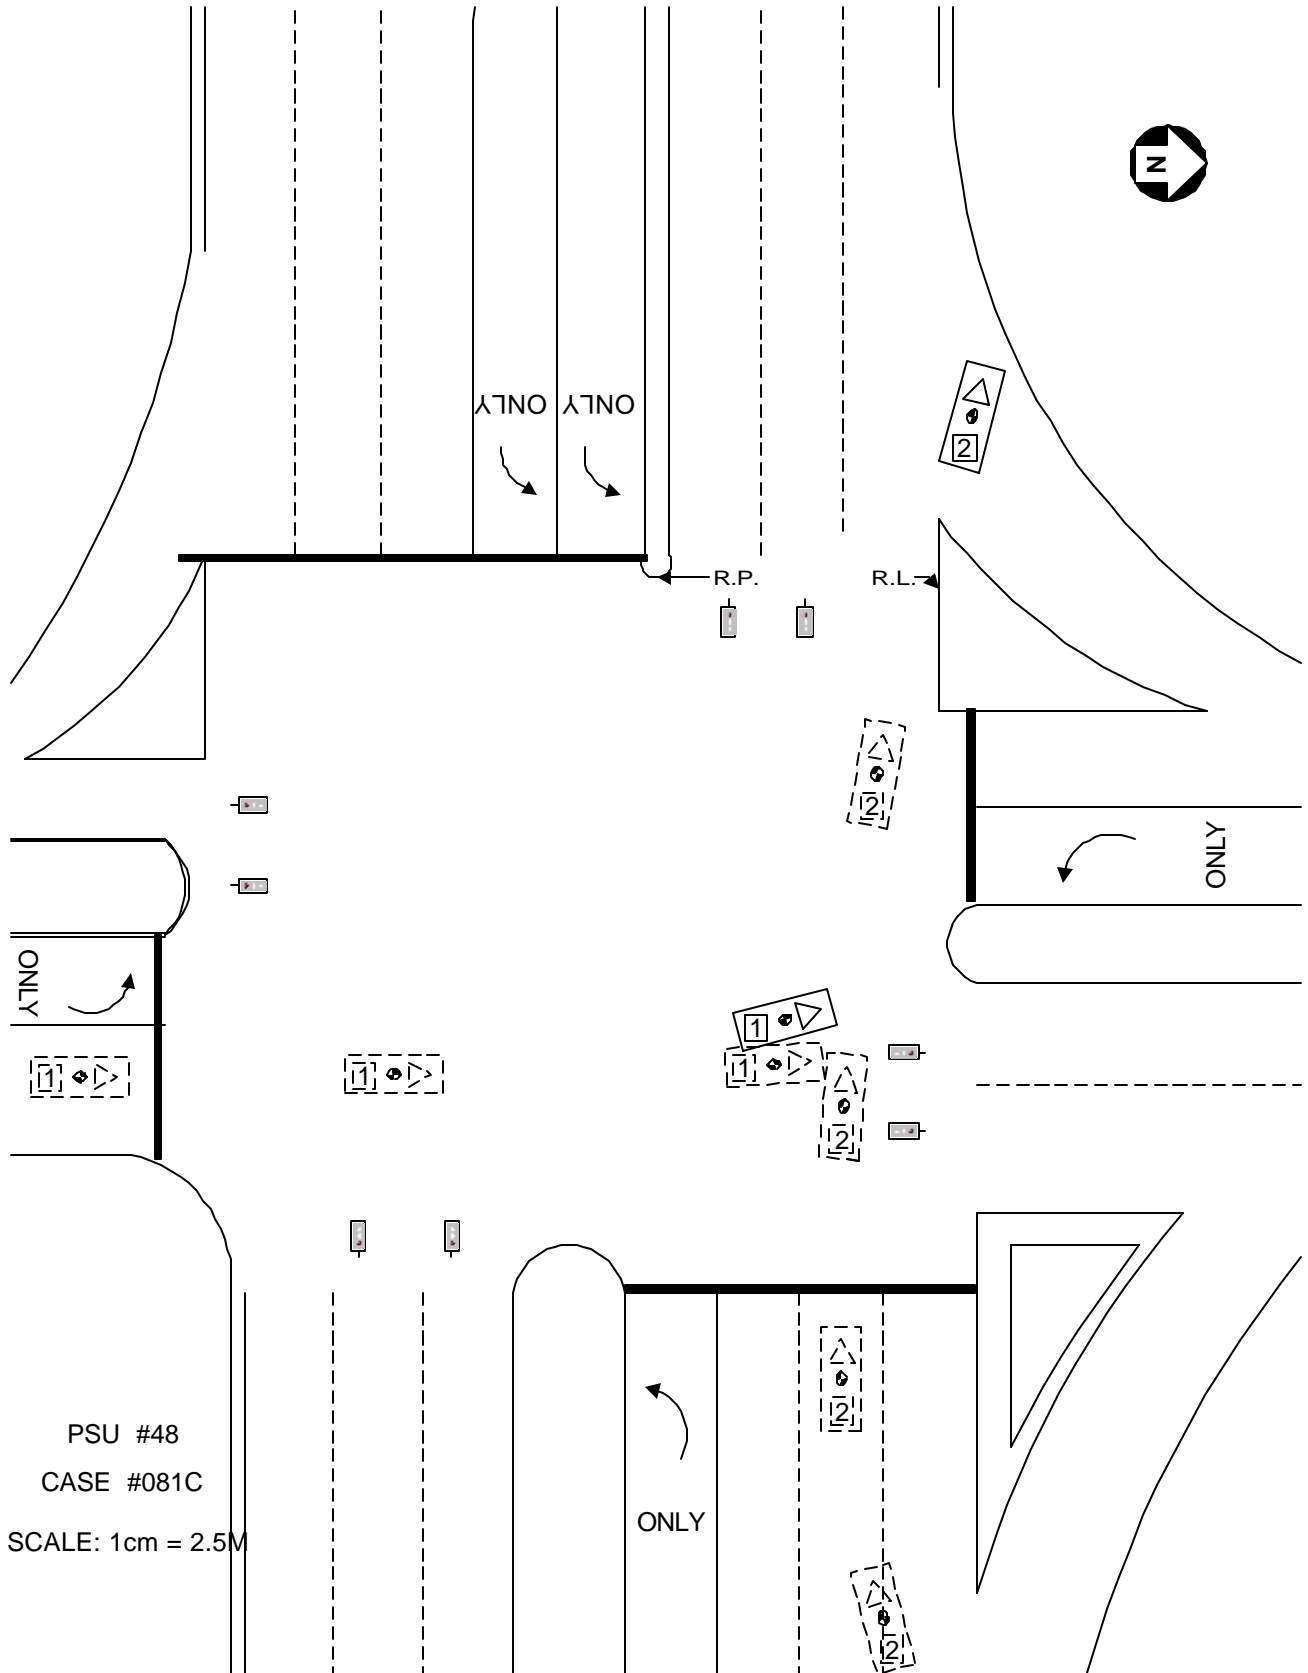 N
ONLY ONLY
2
R.P. R.L.
2
ONLY
ONLY
1
1 1 1
2
2
PSU #48
CASE #081C
ONLY
SCALE: 1cm = 2.5M
2